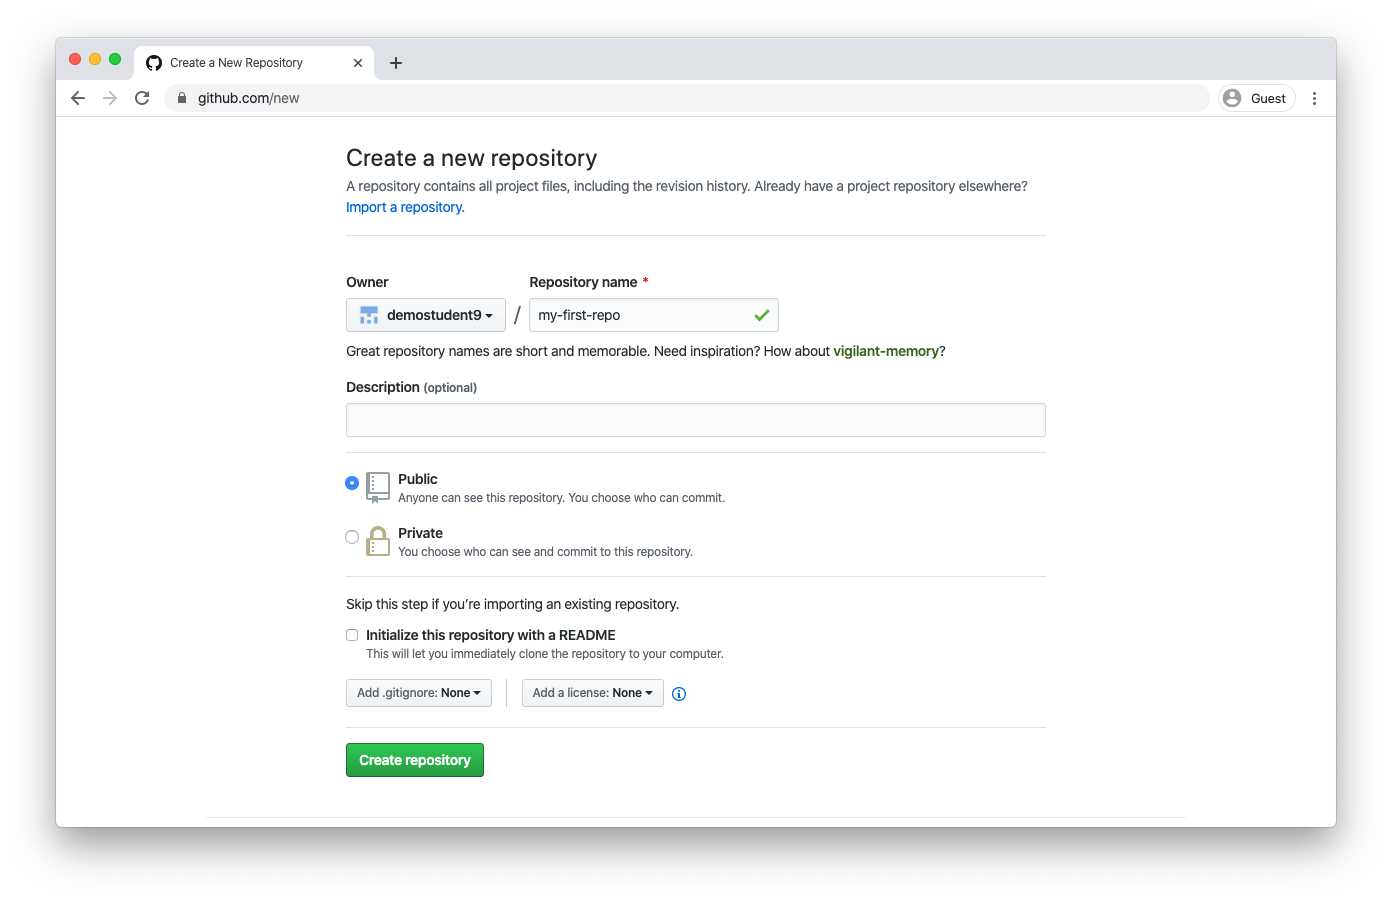 Create a New Repository
github.com/new
Guest
Create a new repository
A repository contains all project files, including the revision history. Already have a project repository elsewhere?
Import a repository.
Owner
Repository name *
demostudent9 / my-first-repo
Great repository names are short and memorable. Need inspiration? How about vigilant-memory?
Description (optional)
Public
Anyone can see this repository. You choose who can commit.
Private
You choose who can see and commit to this repository.
Skip this step if you’re importing an existing repository.
Initialize this repository with a README
This will let you immediately clone the repository to your computer.
Add .gitignore: None
Add a license: None
Create repository